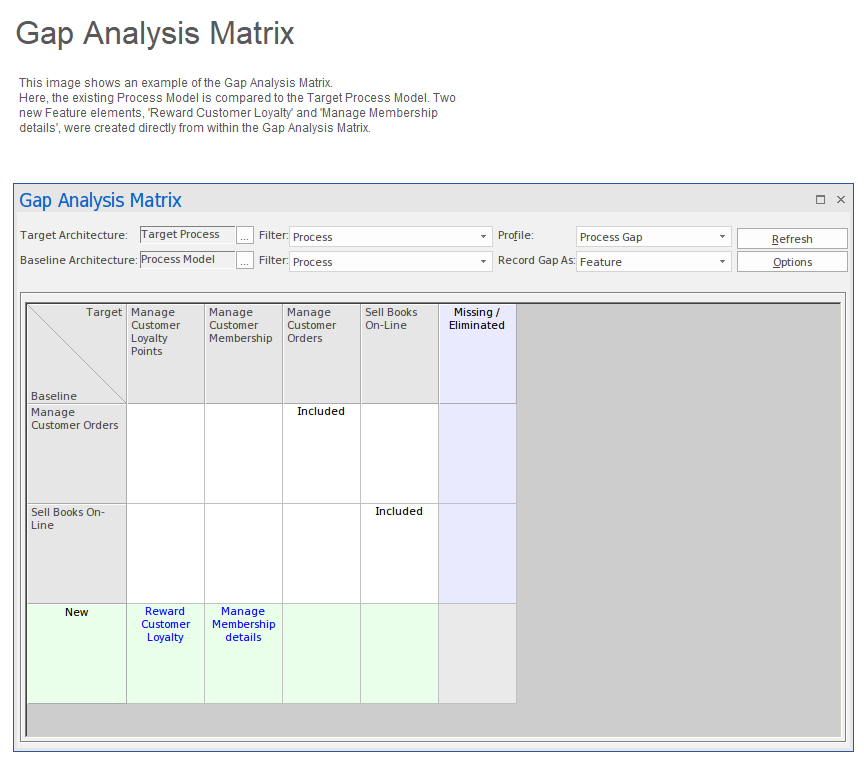 Gap Analysis Matrix
This image shows an example of the Gap Analysis Matrix.
Here, the existing Process Model is compared to the Target Process Model. Two
new Feature elements, 'Reward Customer Loyalty' and 'Manage Membership
details', were created directly from within the Gap Analysis Matrix.
Gap Analysis Matrix
Target Architecture: Target Process ... Filter: Process Profile: Process Gap Refresh
Baseline Architecture: Process Model ... Filter: Process Record Gap As: Feature Options
Target
Baseline
Manage
Customer
Loyalty
Points
Manage
Customer
Membership
Manage
Customer
Orders
Sell Books
On-Line
Missing /
Eliminated
Manage
Customer Orders
Included
Sell Books On-
Line
Included
New
Reward
Customer
Loyalty
Manage
Membership
details